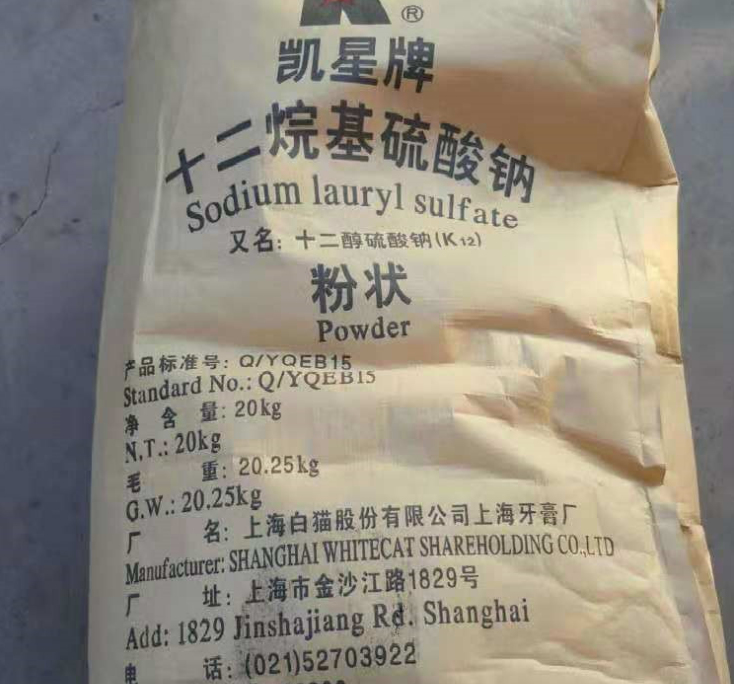 ®
凯星牌
十二烷基硫酸钠
Sodium lauryl sulfate
又名：十二醇硫酸钠(K12)
粉状
Powder
产品标准号：Q/YQEB15
Standard No.: Q/YQEB15
净 含 量：20kg
N.T.: 20kg
毛 重：20.25kg
G.W.: 20.25kg
厂 名：上海白猫股份有限公司上海牙膏厂
Manufacturer: SHANGHAI WHITECAT SHAREHOLDING CO.,LTD
厂 址：上海市金沙江路1829号
Add: 1829 Jinshajiang Rd. Shanghai
电 话：(021)52703922